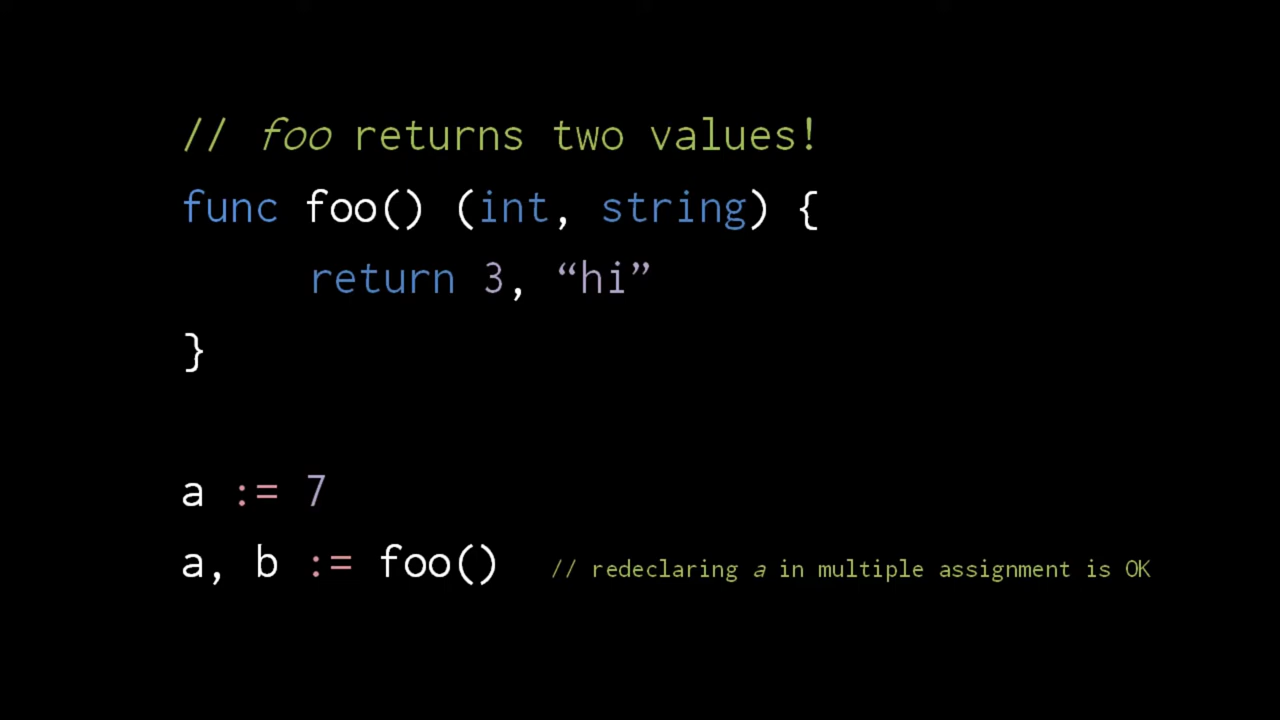 // foo returns two values!
func foo() (int, string) {
return 3, “hi”
}
a := 7
a, b := foo() // redeclaring a in multiple assignment is OK